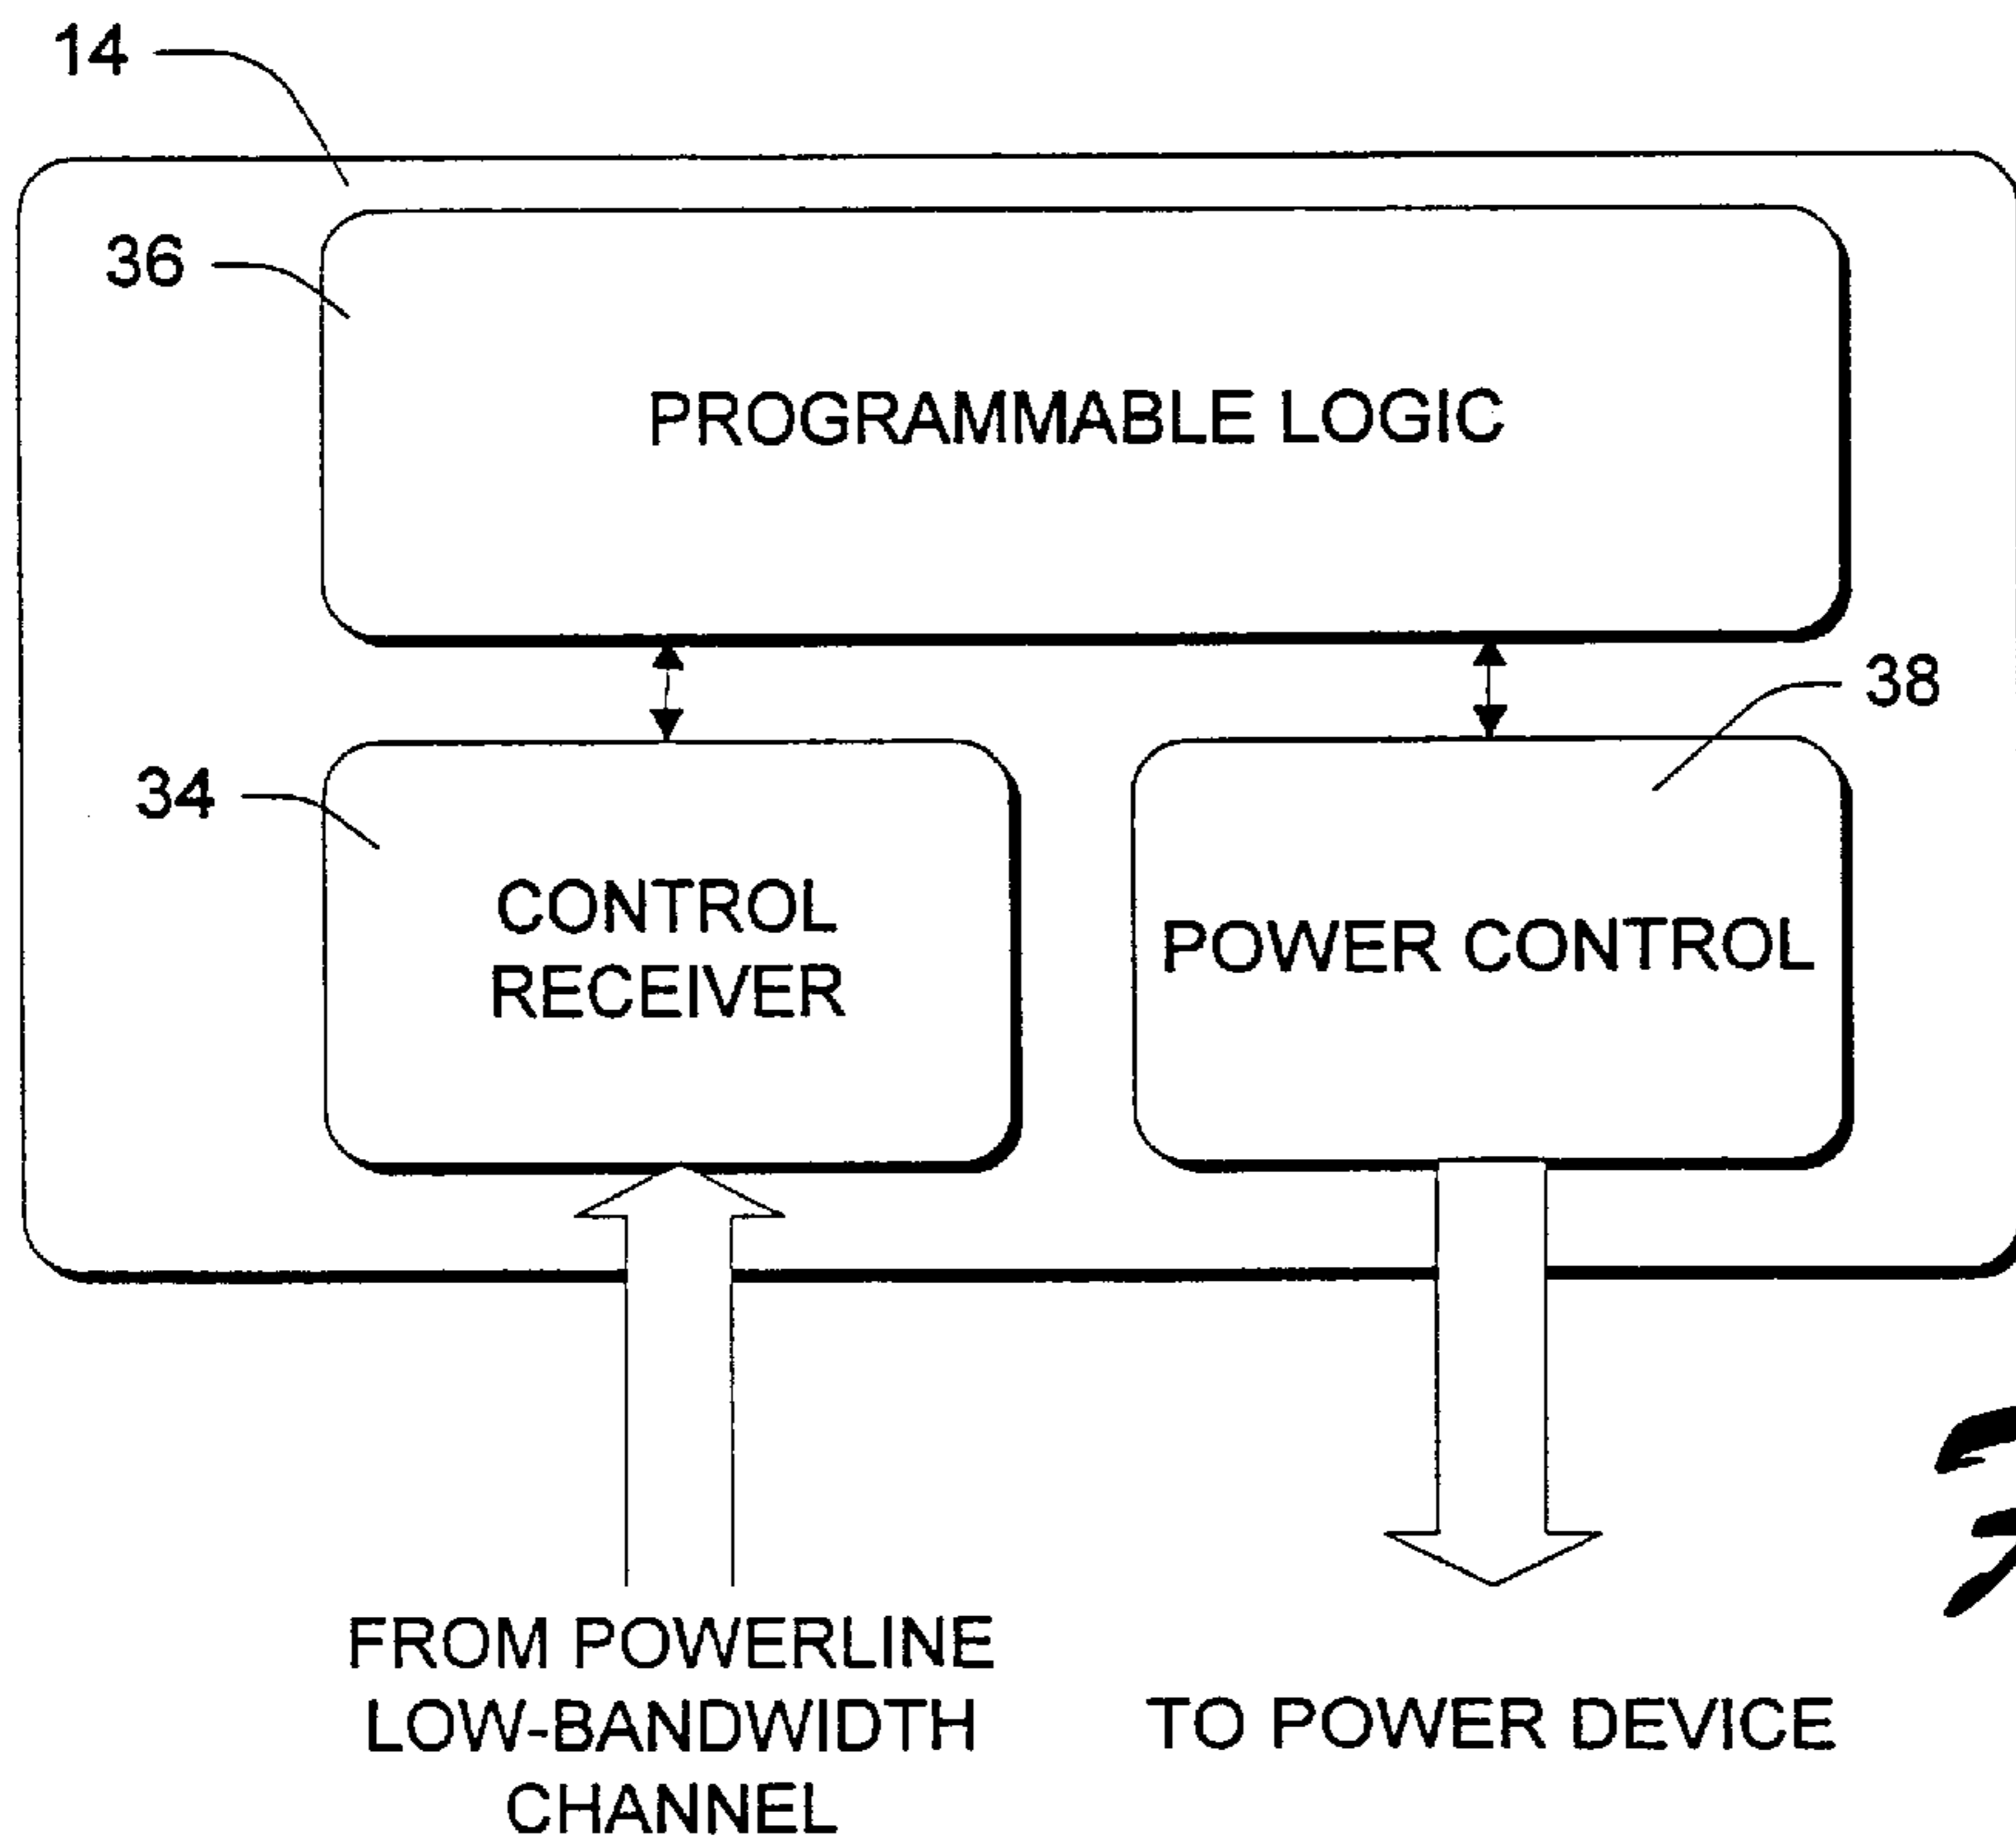 14
36
PROGRAMMABLE LOGIC
38
34
CONTROL
RECEIVER
POWER CONTROL
FROM POWERLINE
LOW-BANDWIDTH
CHANNEL
TO POWER DEVICE